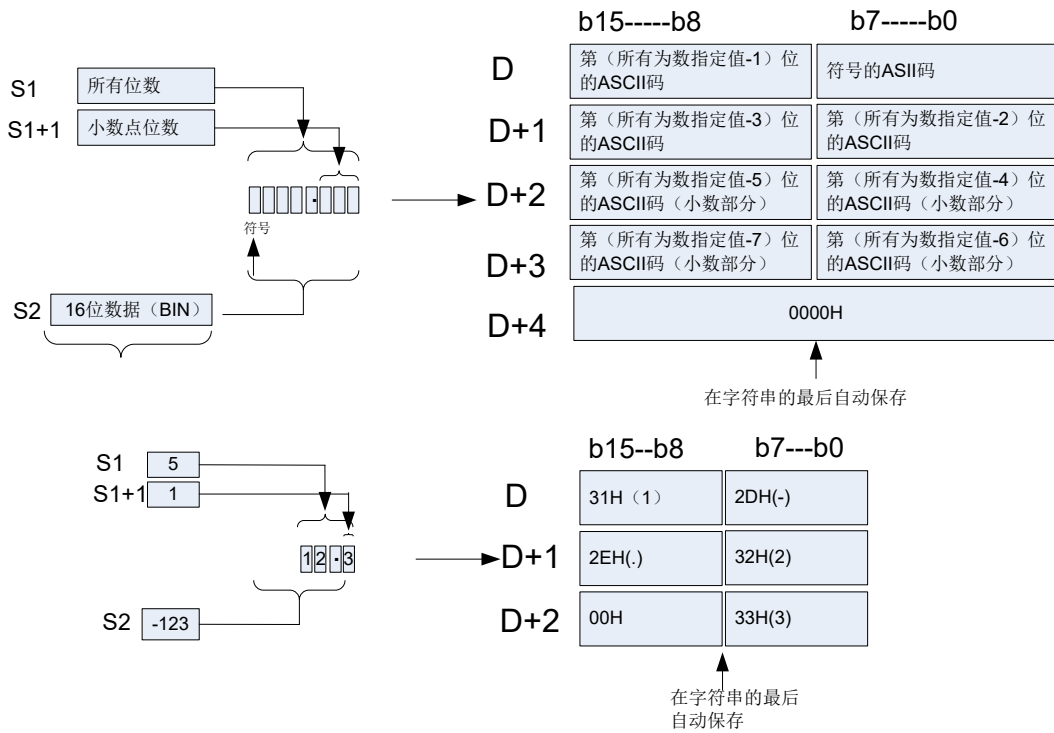 b15-----b8
b7-----b0
S1
所有位数
S1+1
小数点位数
符号
S2
16位数据（BIN）
D
第（所有为数指定值-1）位
的ASCII码
符号的ASII码
D+1
第（所有为数指定值-3）位
的ASCII码
第（所有为数指定值-2）位
的ASCII码
D+2
第（所有为数指定值-5）位
的ASCII码（小数部分）
第（所有为数指定值-4）位
的ASCII码（小数部分）
D+3
第（所有为数指定值-7）位
的ASCII码（小数部分）
第（所有为数指定值-6）位
的ASCII码（小数部分）
D+4
0000H
在字符串的最后自动保存
S1
5
S1+1
1
12.3
S2
-123
b15--b8
b7---b0
D
31H（1）
2DH(-)
D+1
2EH(.)
32H(2)
D+2
00H
33H(3)
在字符串的最后
自动保存